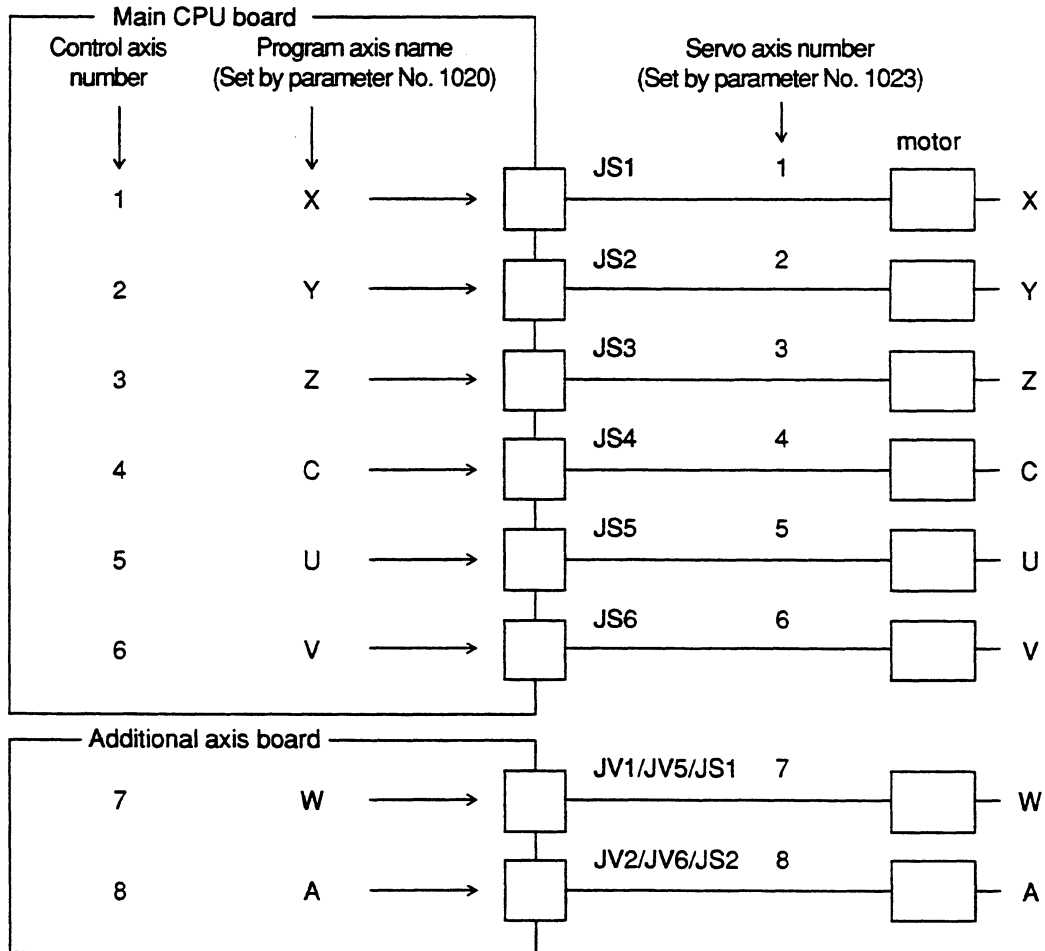 Main CPU board
Control axis number
Program axis name (Set by parameter No. 1020)
Servo axis number (Set by parameter No. 1023)
motor
1 X JS1 1 X
2 Y JS2 2 Y
3 Z JS3 3 Z
4 C JS4 4 C
5 U JS5 5 U
6 V JS6 6 V
Additional axis board
7 W JV1/JV5/JS1 7 W
8 A JV2/JV6/JS2 8 A